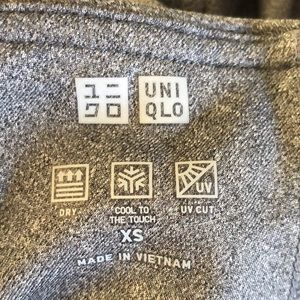 ユニ UNI
クロ QLO
UV
DRY COOL TO UV CUT
THE TOUCH
XS
MADE IN VIETNAM